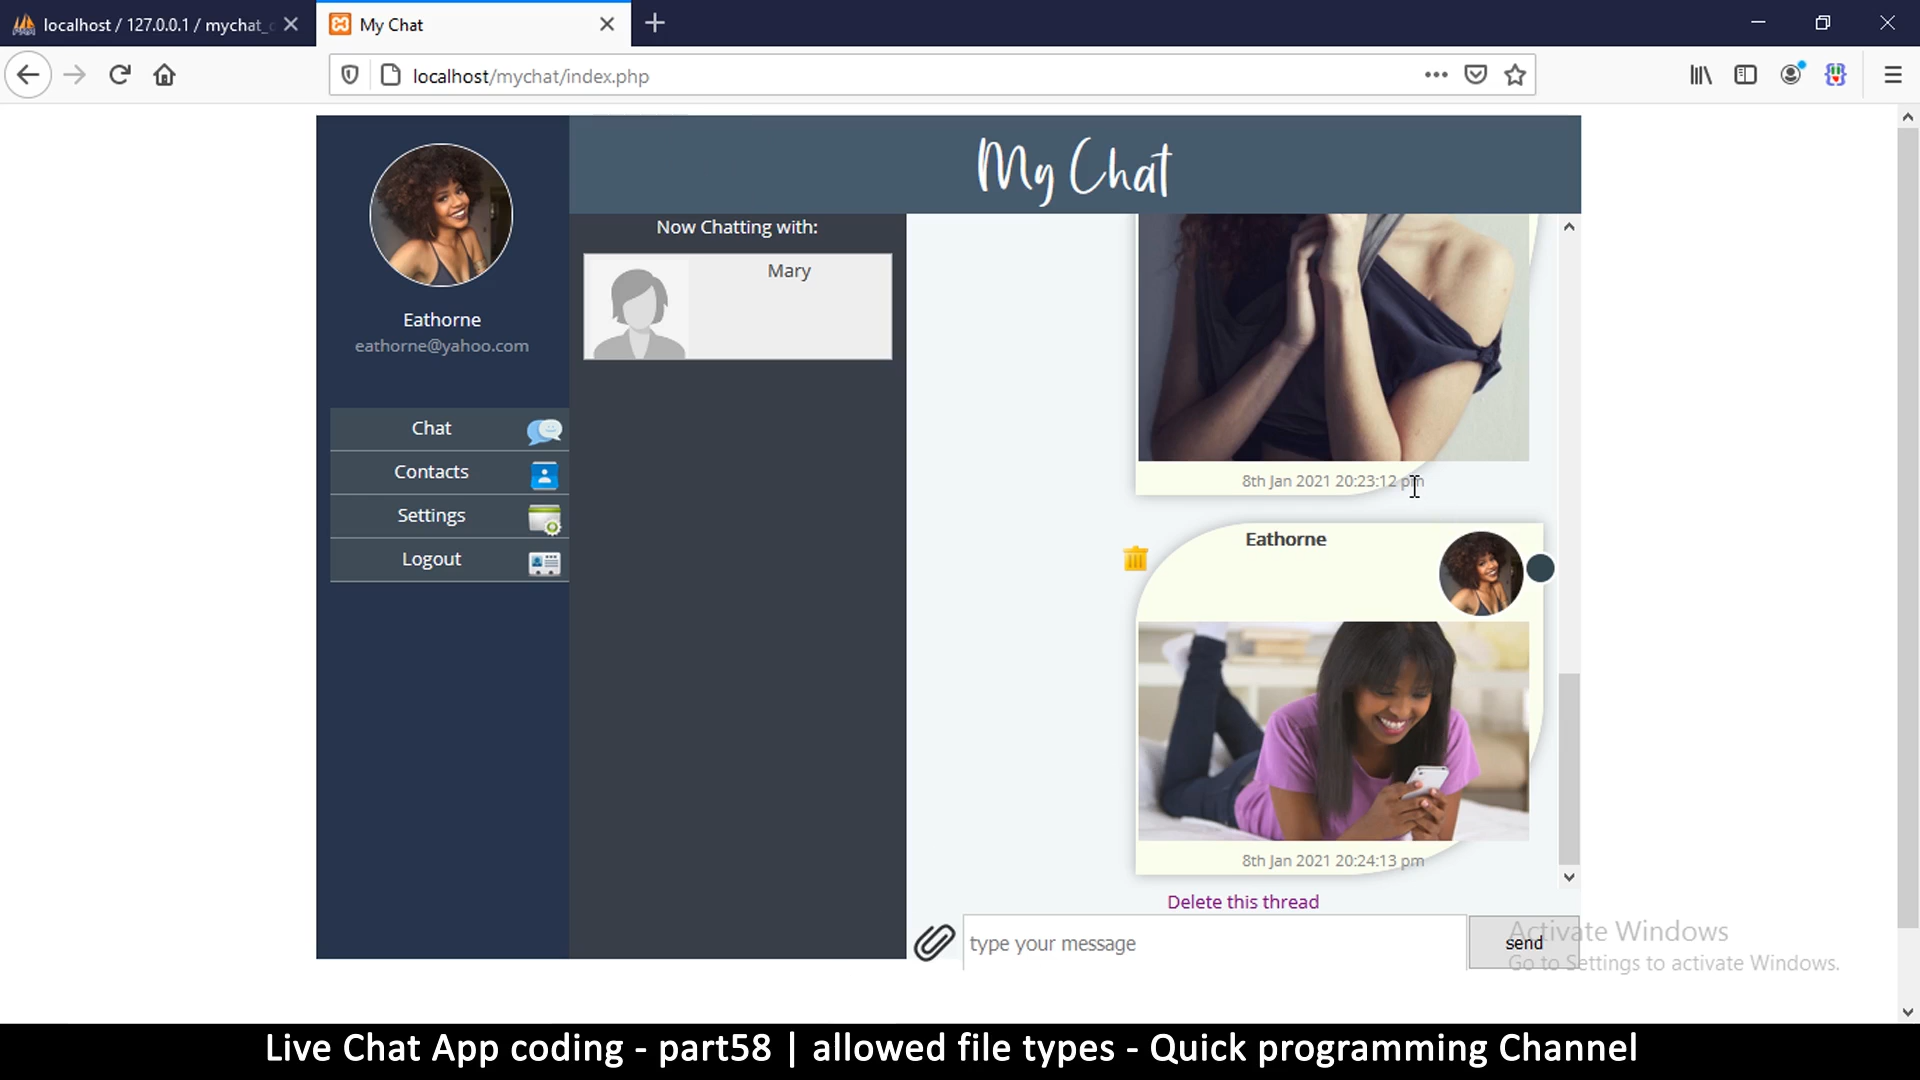 localhost / 127.0.0.1 / mychat_
My Chat
localhost/mychat/index.php
My Chat
Eathorne
eathorne@yahoo.com
Chat
Contacts
Settings
Logout
Now Chatting with:
Mary
8th Jan 2021 20:23:12 pm
Eathorne
8th Jan 2021 20:24:13 pm
Delete this thread
type your message
send
Activate Windows
Go to Settings to activate Windows.
Live Chat App coding - part58 | allowed file types - Quick programming Channel